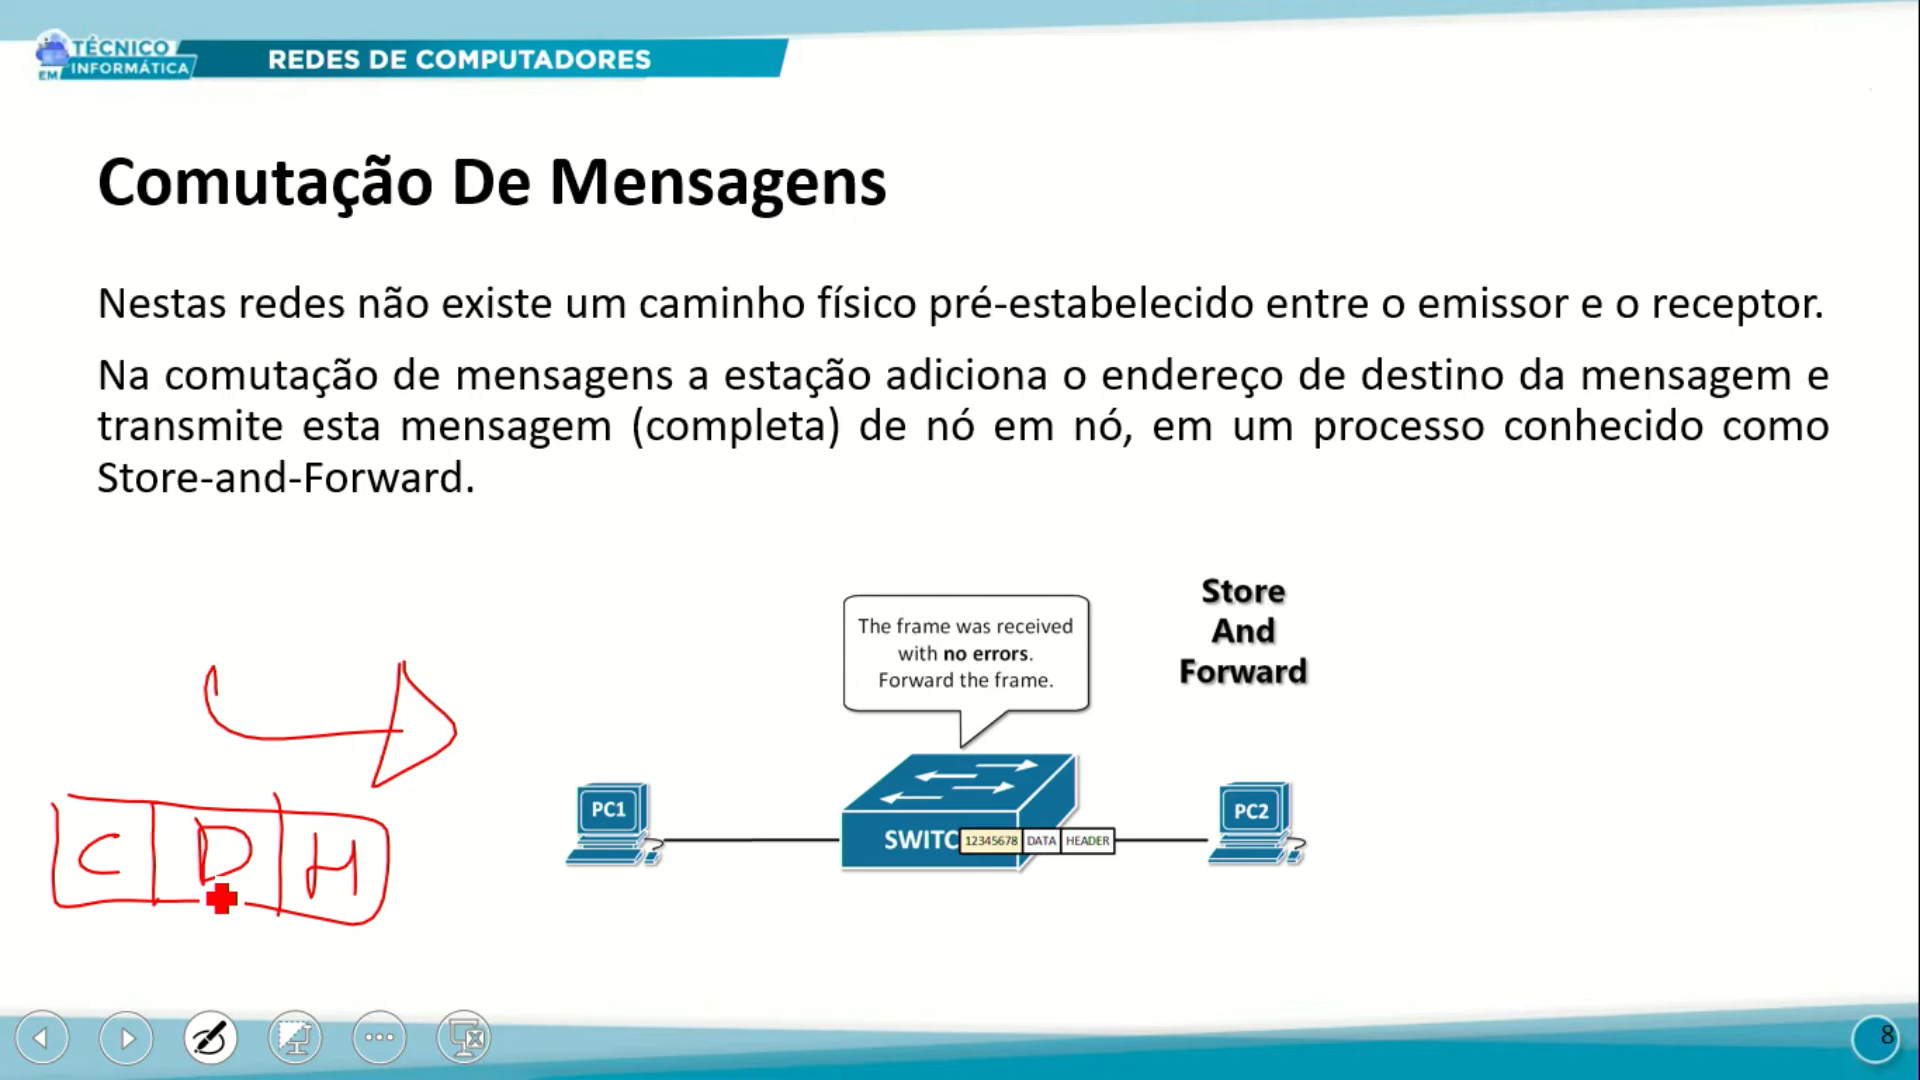 TÉCNICO
EM INFORMÁTICA
REDES DE COMPUTADORES
Comutação De Mensagens
Nestas redes não existe um caminho físico pré-estabelecido entre o emissor e o receptor.
Na comutação de mensagens a estação adiciona o endereço de destino da mensagem e
transmite esta mensagem (completa) de nó em nó, em um processo conhecido como
Store-and-Forward.
The frame was received
with no errors.
Forward the frame.
Store
And
Forward
PC1
SWITC
12345678 DATA HEADER
PC2
C D H
8